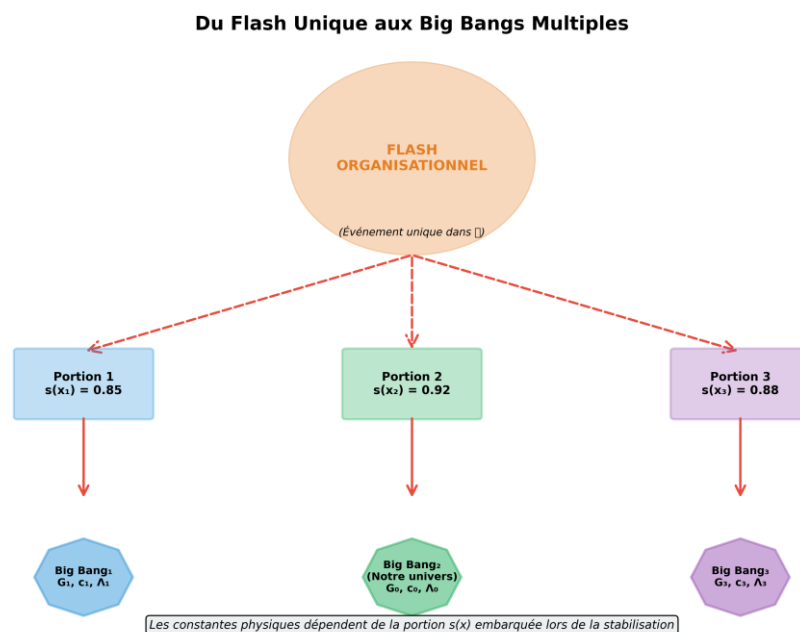 Du Flash Unique aux Big Bangs Multiples
FLASH
ORGANISATIONNEL
(Événement unique dans )
Portion 1
s(x₁) = 0.85
Portion 2
s(x₂) = 0.92
Portion 3
s(x₃) = 0.88
Big Bang₁
G₁, c₁, Λ₁
Big Bang₂
(Notre univers)
G₀, c₀, Λ₀
Big Bang₃
G₃, c₃, Λ₃
Les constantes physiques dépendent de la portion s(x) embarquée lors de la stabilisation